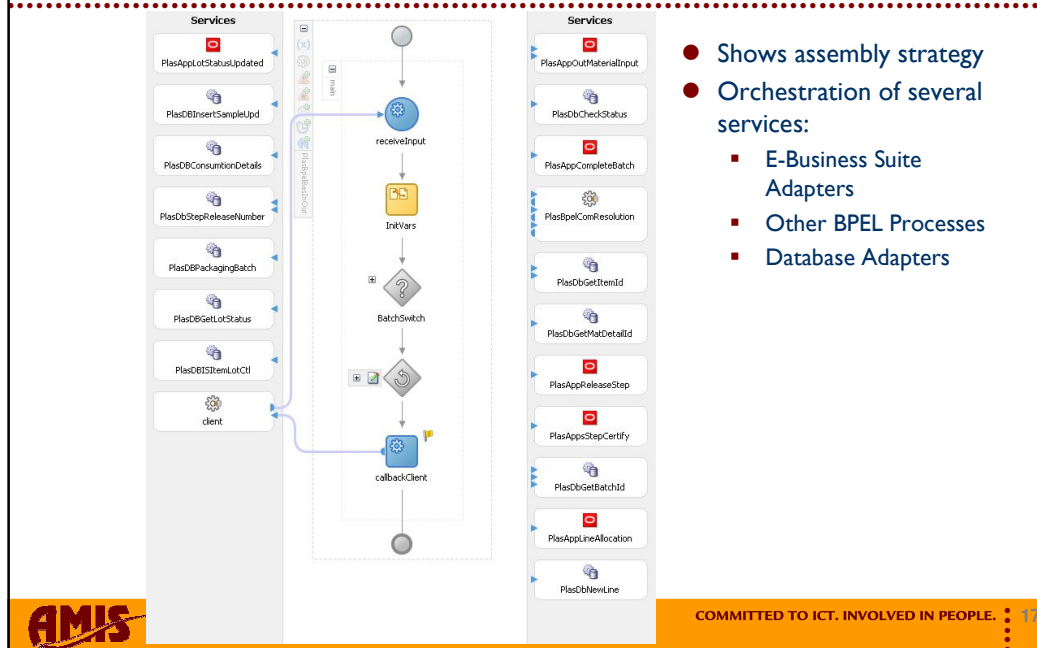 Services
PlasAppLotStatusUpdated
PlasDBInsertSampleUpd
PlasDBConsumtionDetails
PlasDbStepReleaseNumber
PlasDBPackagingBatch
PlasDBGetLotStatus
PlasDBISItemLotCtl
client
(x)
PlasBpelBasInOut
main
receiveInput
InitVars
BatchSwitch
callbackClient
Services
PlasAppOutMaterialInput
PlasDbCheckStatus
PlasAppCompleteBatch
PlasBpelComResolution
PlasDbGetItemId
PlasDbGetMatDetailId
PlasAppReleaseStep
PlasAppsStepCertify
PlasDbGetBatchId
PlasAppLineAllocation
PlasDbNewLine
Shows assembly strategy
Orchestration of several
services:
E-Business Suite
Adapters
Other BPEL Processes
Database Adapters
AMIS
COMMITTED TO ICT. INVOLVED IN PEOPLE. 17